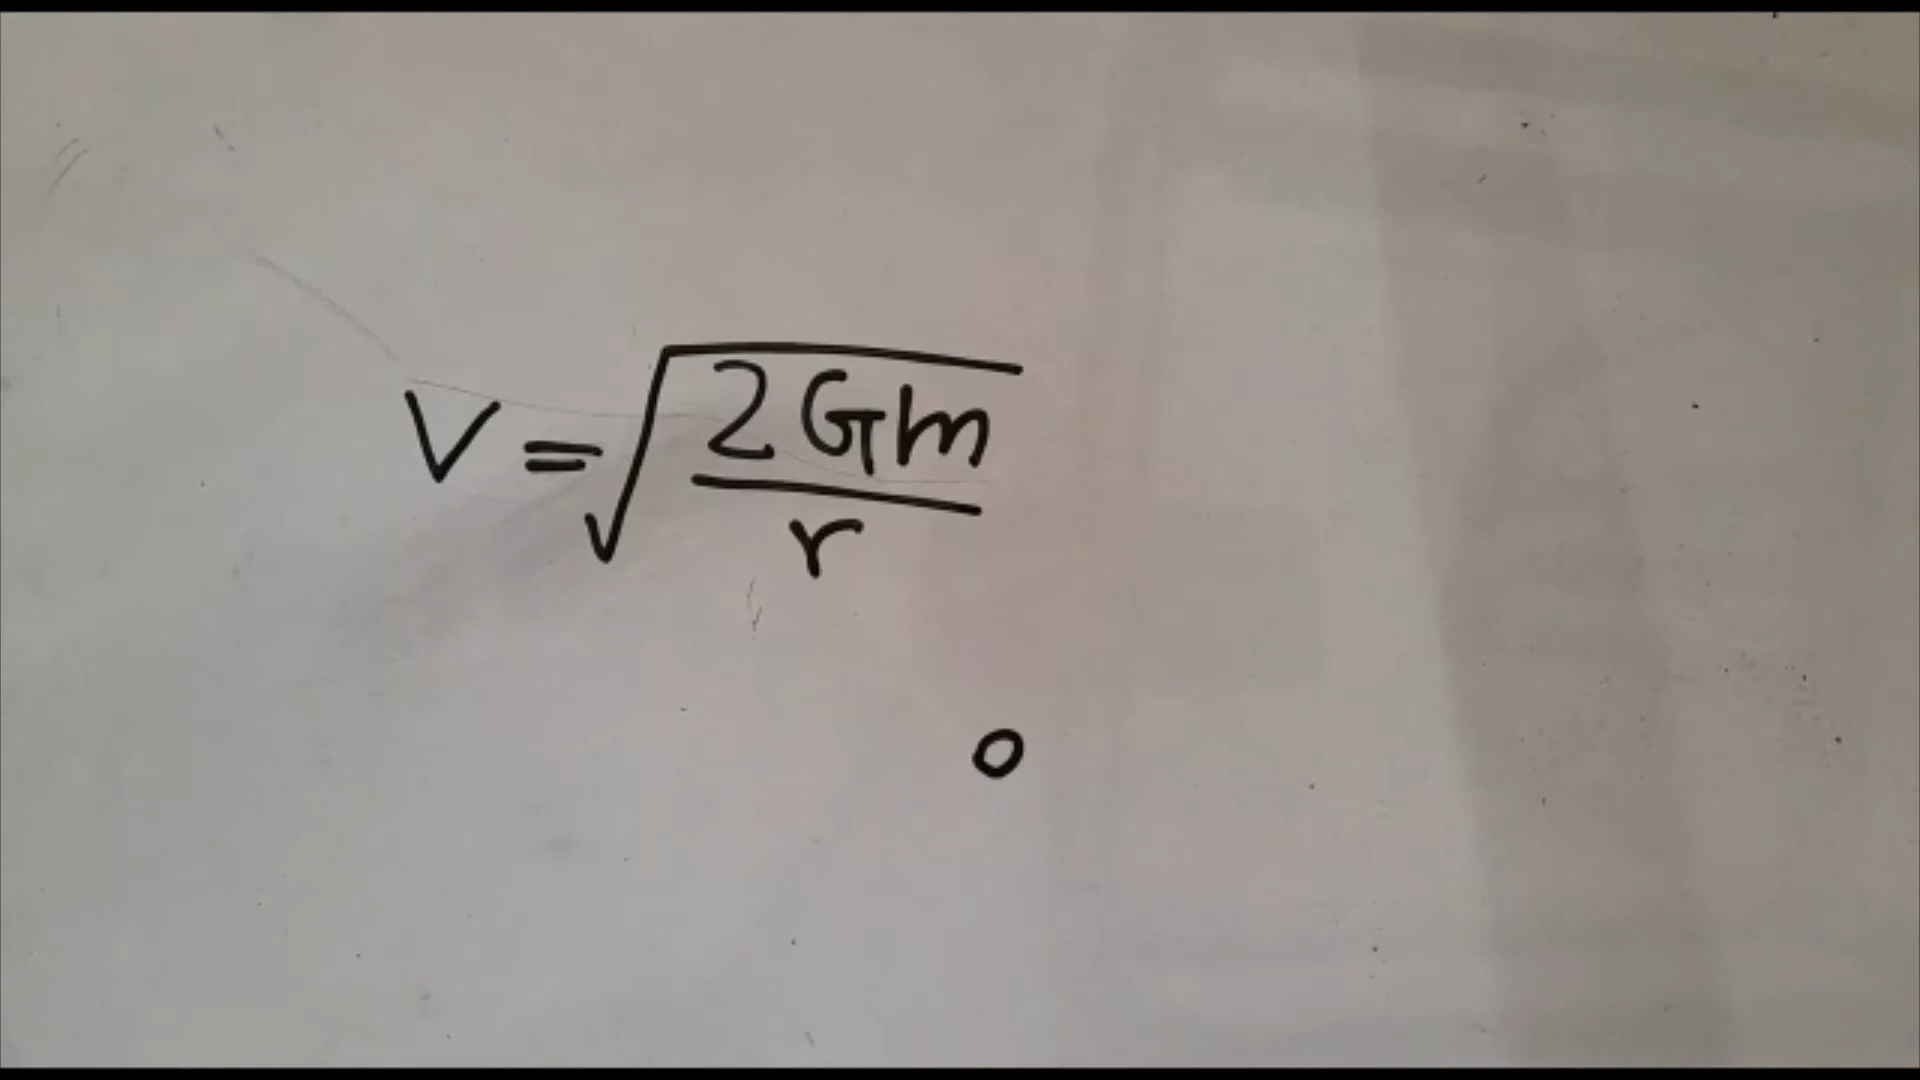 V = √(2Gm/r)
o